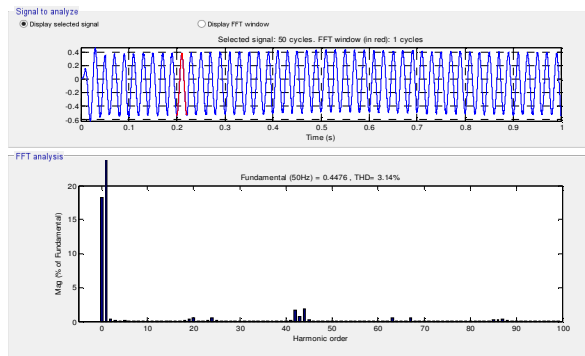 Signal to analyze
Display selected signal
Display FFT window
Selected signal: 50 cycles. FFT window (in red): 1 cycles
0.4
0.2
0
-0.2
-0.4
-0.6
0 0.1 0.2 0.3 0.4 0.5 0.6 0.7 0.8 0.9 1
Time (s)
FFT analysis
Fundamental (50Hz) = 0.4476 , THD= 3.14%
Mag (% of Fundamental)
20
15
10
5
0
0 10 20 30 40 50 60 70 80 90 100
Harmonic order